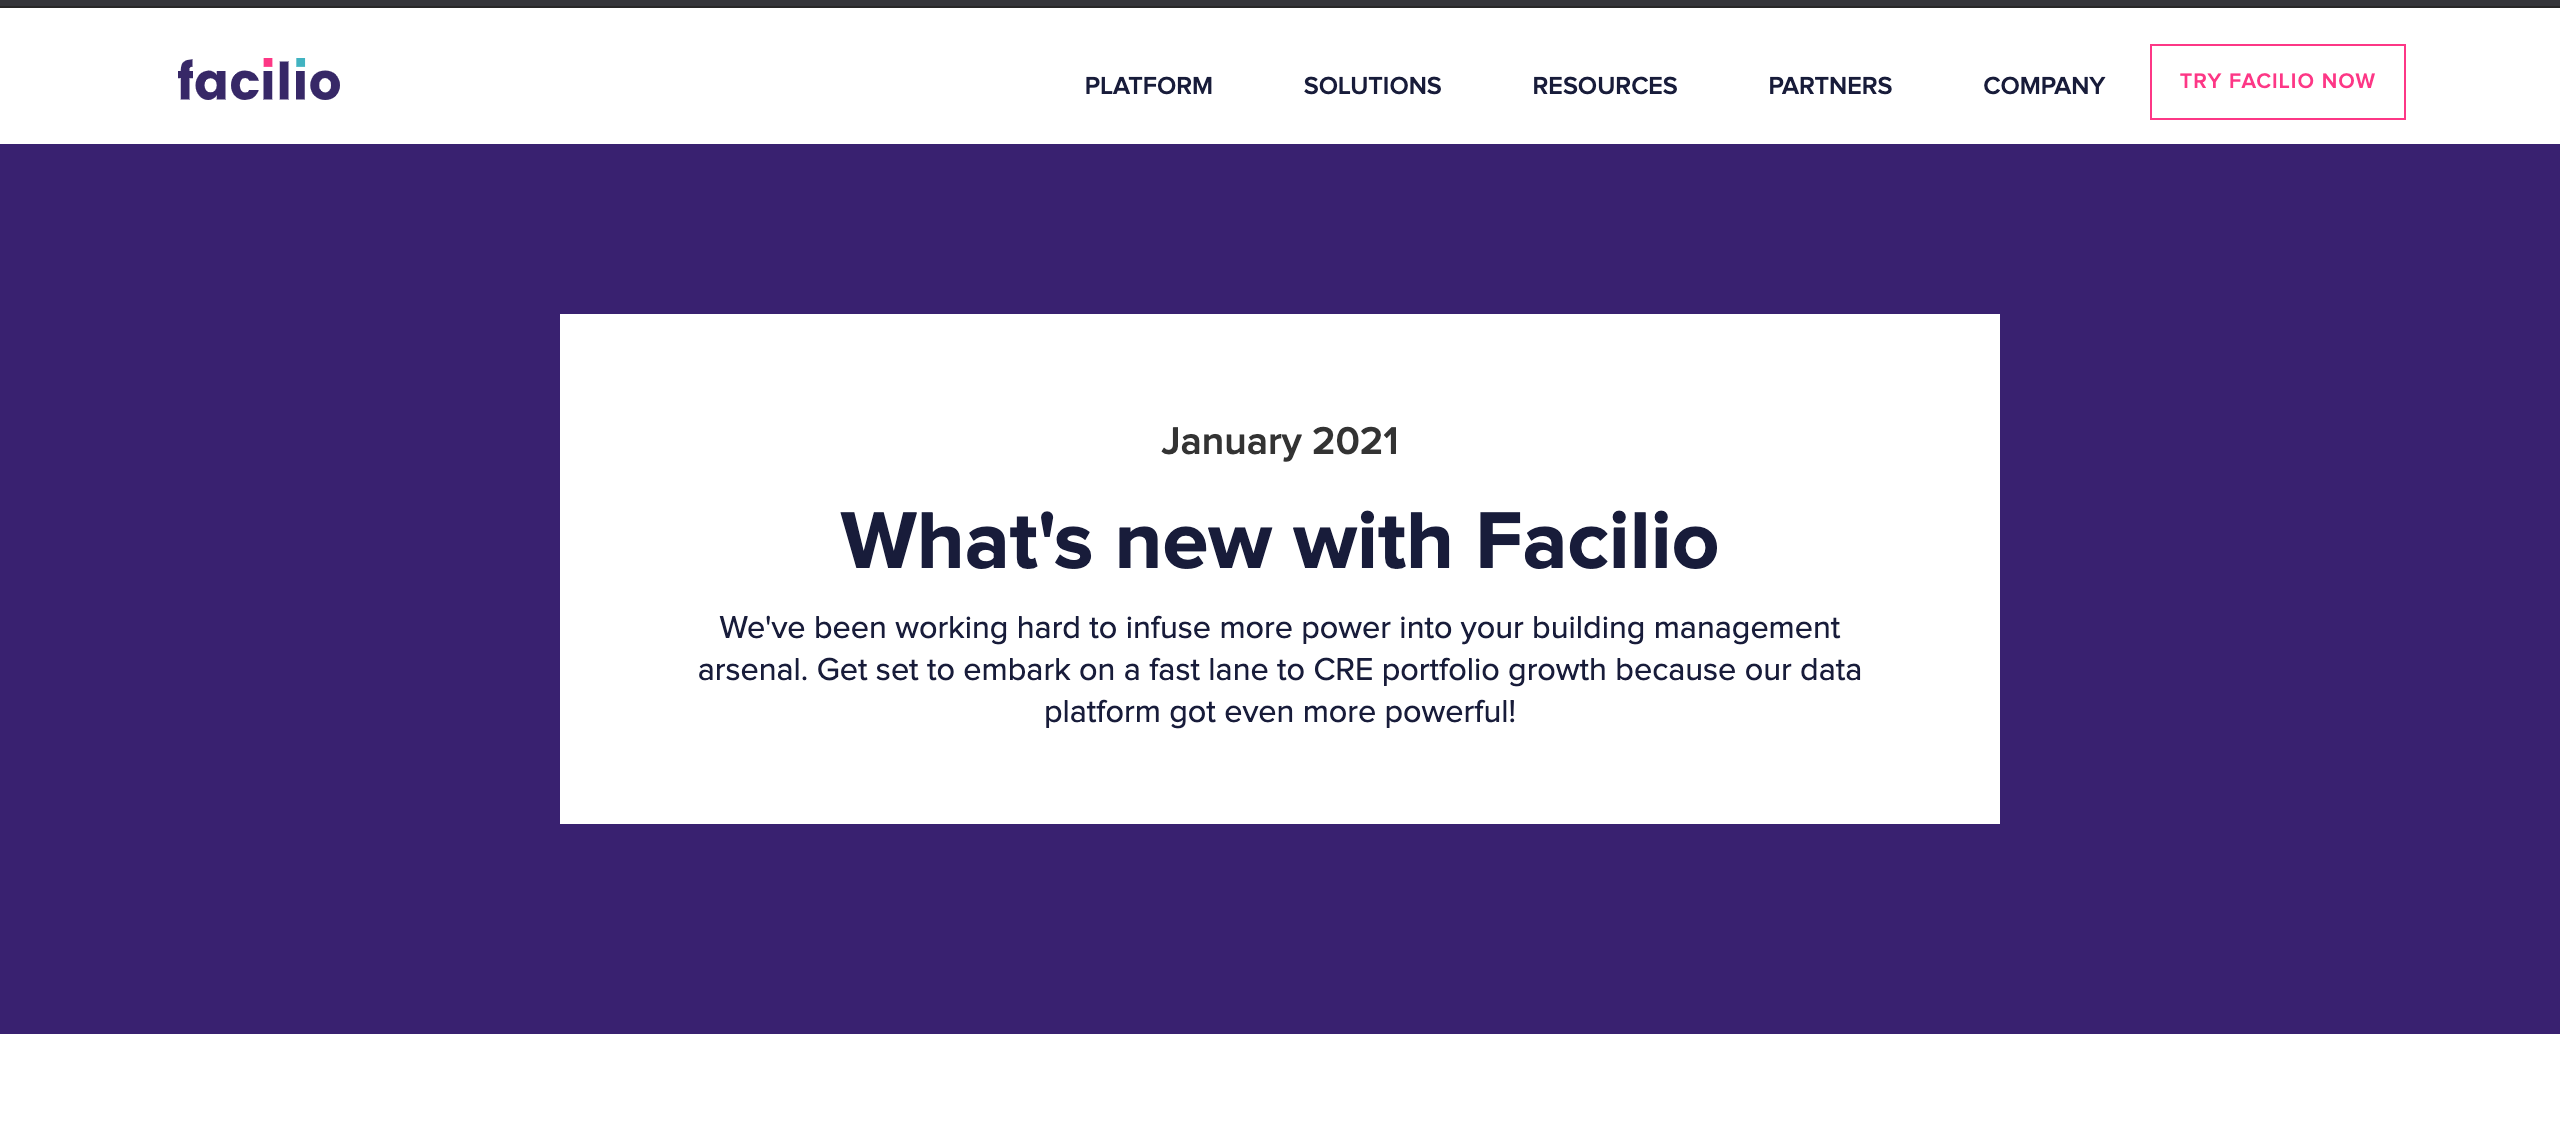 facilio
PLATFORM
SOLUTIONS
RESOURCES
PARTNERS
COMPANY
TRY FACILIO NOW
January 2021
What's new with Facilio
We've been working hard to infuse more power into your building management
arsenal. Get set to embark on a fast lane to CRE portfolio growth because our data
platform got even more powerful!